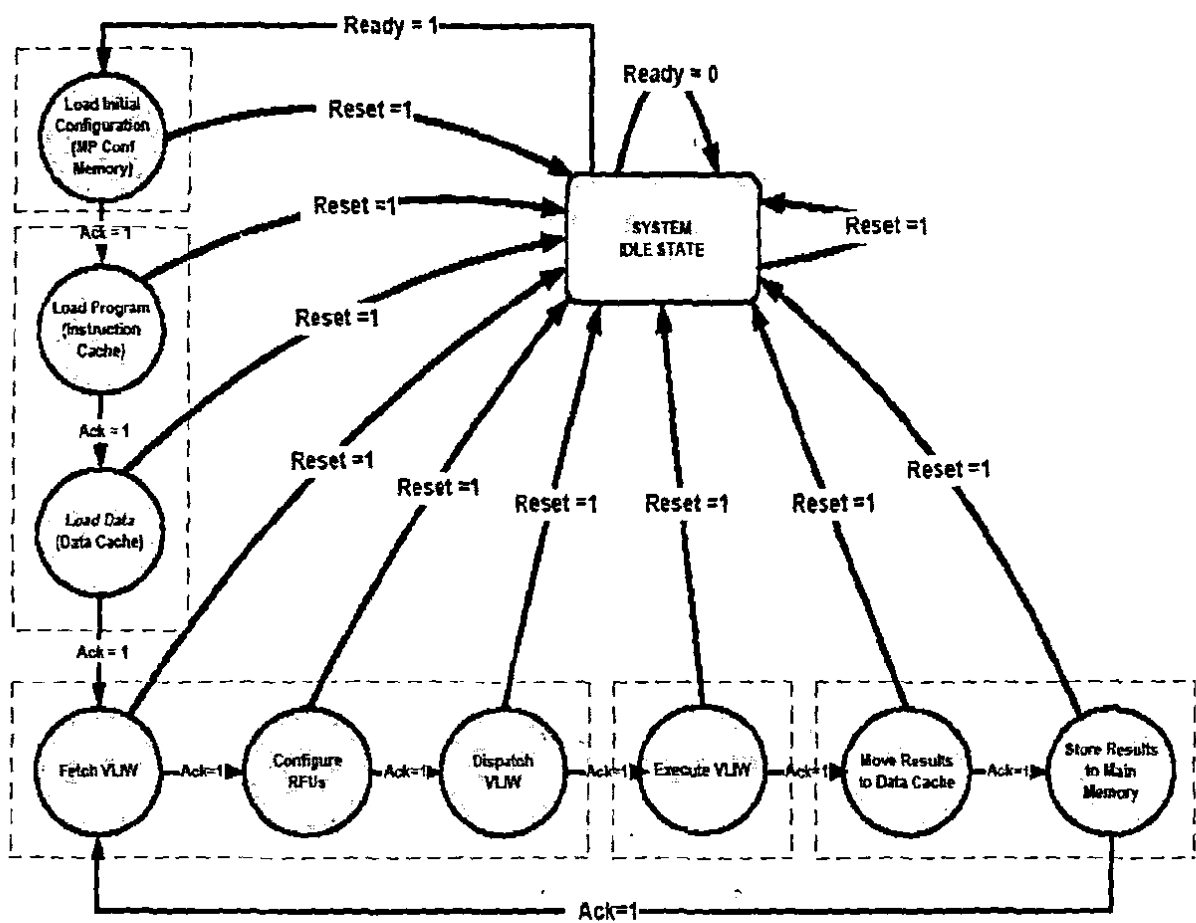 Ready = 1
Ready = 0
Load Initial
Configuration
(MP Conf
Memory)
Reset =1
Ack = 1
Reset =1
SYSTEM
IDLE STATE
Reset =1
Load Program
(Instruction
Cache)
Reset =1
Ack = 1
Reset =1
Reset =1
Reset =1
Reset =1
Reset =1
Reset =1
Load Data
(Data Cache)
Ack = 1
Fetch VLIW
Ack=1
Configure
RFUs
Ack=1
Dispatch
VLIW
Ack=1
Execute VLIW
Ack=1
Move Results
to Data Cache
Ack=1
Store Results
to Main
Memory
Ack=1